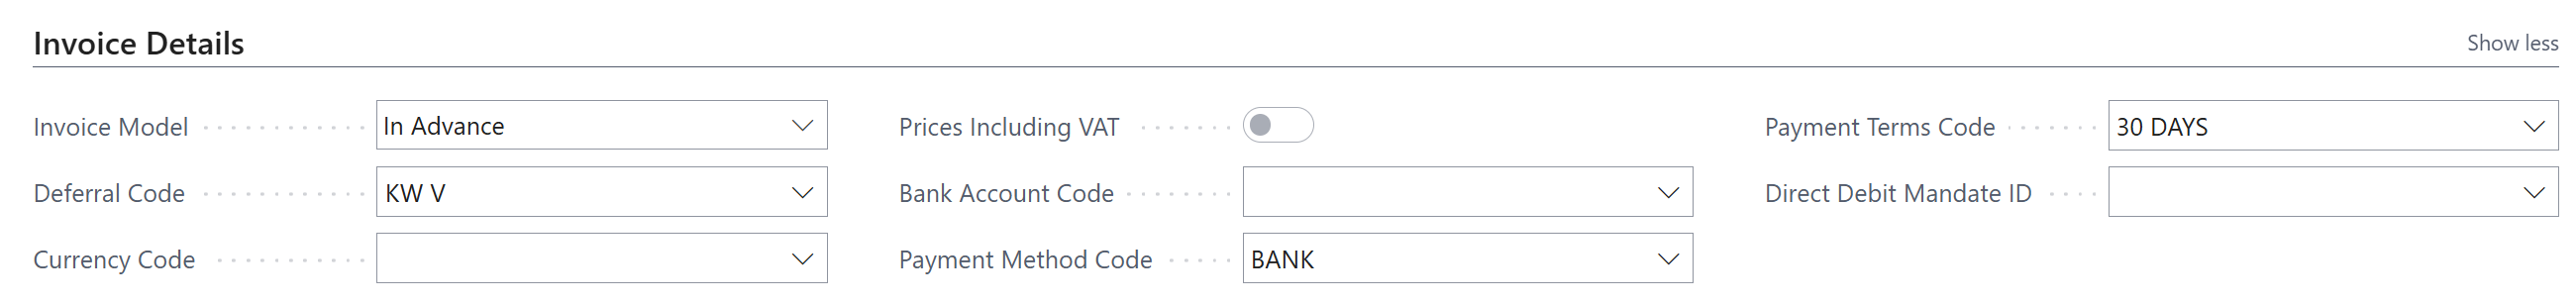 Invoice Details
Show less
Invoice Model
In Advance
Deferral Code
KW V
Currency Code
Prices Including VAT
Bank Account Code
Payment Method Code
BANK
Payment Terms Code
30 DAYS
Direct Debit Mandate ID